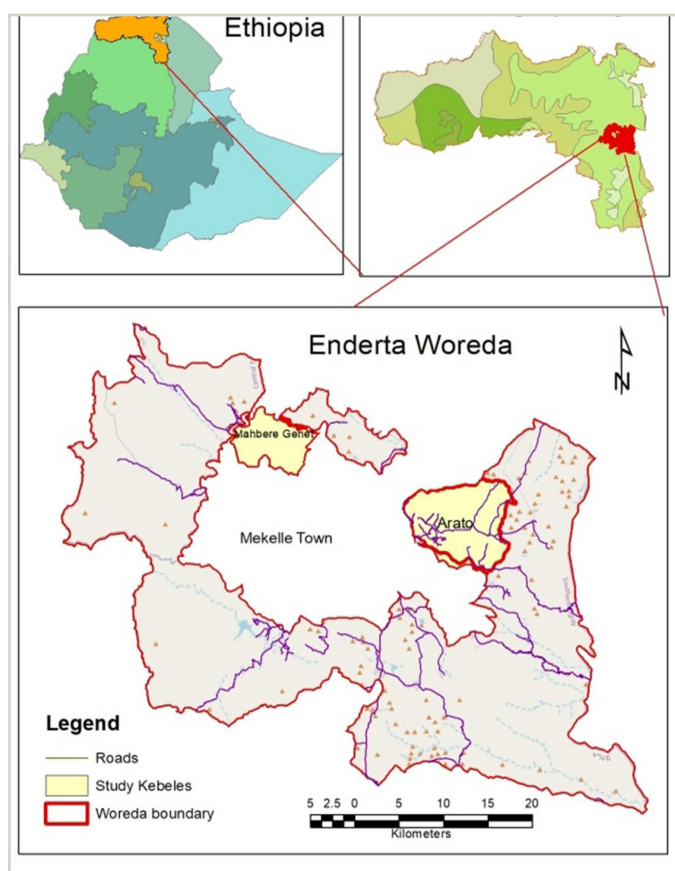 Ethiopia
Enderta Woreda
N
Mahbere Genet
Arato
Mekelle Town
Legend
Roads
Study Kebeles
Woreda boundary
5 2.5 0 5 10 15 20
Kilometers